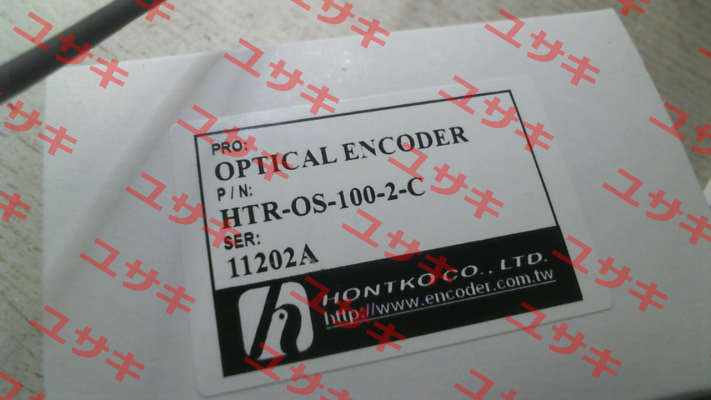 PRO:
OPTICAL ENCODER
P/N:
HTR-OS-100-2-C
SER:
11202A
HONTKO CO., LTD.
http://www.encoder.com.tw
ユサキ